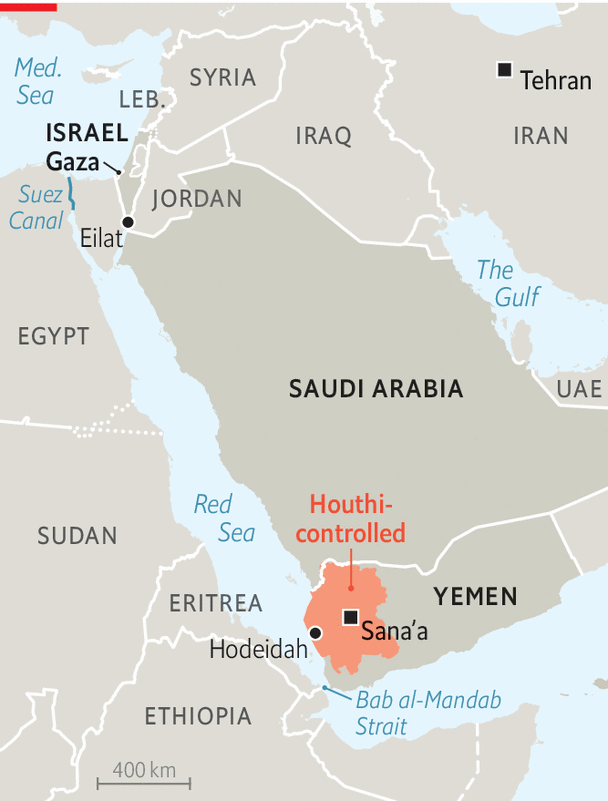 Med.
Sea
SYRIA
Tehran
LEB.
ISRAEL
Gaza
IRAQ
IRAN
Suez
Canal
JORDAN
Eilat
The
Gulf
EGYPT
SAUDI ARABIA
UAE
Red
Sea
Houthi-
controlled
SUDAN
ERITREA
YEMEN
Sana’a
Hodeidah
Bab al-Mandab
Strait
ETHIOPIA
400 km